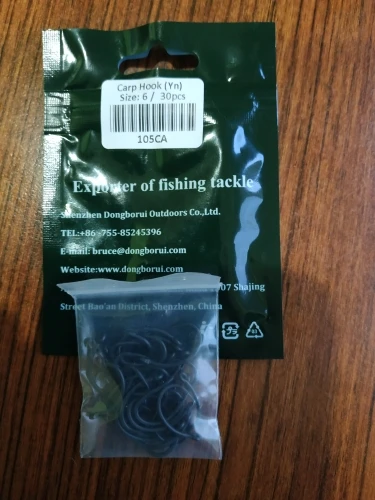 Carp Hook (Yn)
Size: 6 / 30pcs
105CA
Exporter of fishing tackle
Shenzhen Dongborui Outdoors Co.,Ltd.
TEL:+86-755-85245396
E-mail: bruce@dongborui.com
Website:www.dongborui.com
07 Shajing
Street Bao'an District, Shenzhen, China